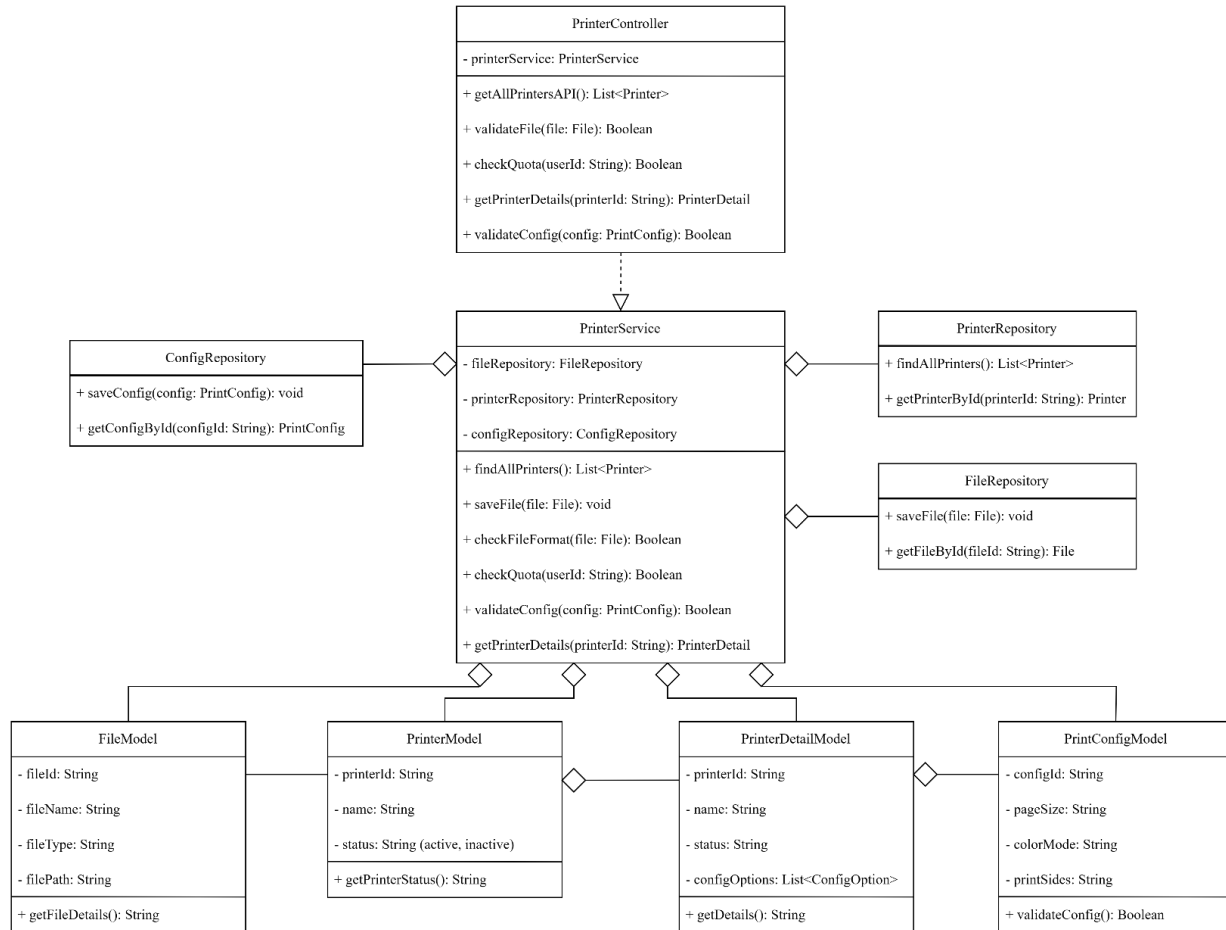 PrinterController
- printerService: PrinterService
+ getAllPrintersAPI(): List<Printer>
+ validateFile(file: File): Boolean
+ checkQuota(userId: String): Boolean
+ getPrinterDetails(printerId: String): PrinterDetail
+ validateConfig(config: PrintConfig): Boolean
ConfigRepository
+ saveConfig(config: PrintConfig): void
+ getConfigById(configId: String): PrintConfig
PrinterService
- fileRepository: FileRepository
- printerRepository: PrinterRepository
- configRepository: ConfigRepository
+ findAllPrinters(): List<Printer>
+ saveFile(file: File): void
+ checkFileFormat(file: File): Boolean
+ checkQuota(userId: String): Boolean
+ validateConfig(config: PrintConfig): Boolean
+ getPrinterDetails(printerId: String): PrinterDetail
PrinterRepository
+ findAllPrinters(): List<Printer>
+ getPrinterById(printerId: String): Printer
FileRepository
+ saveFile(file: File): void
+ getFileById(fileId: String): File
FileModel
- fileId: String
- fileName: String
- fileType: String
- filePath: String
+ getFileDetails(): String
PrinterModel
- printerId: String
- name: String
- status: String (active, inactive)
+ getPrinterStatus(): String
PrinterDetailModel
- printerId: String
- name: String
- status: String
- configOptions: List<ConfigOption>
+ getDetails(): String
PrintConfigModel
- configId: String
- pageSize: String
- colorMode: String
- printSides: String
+ validateConfig(): Boolean